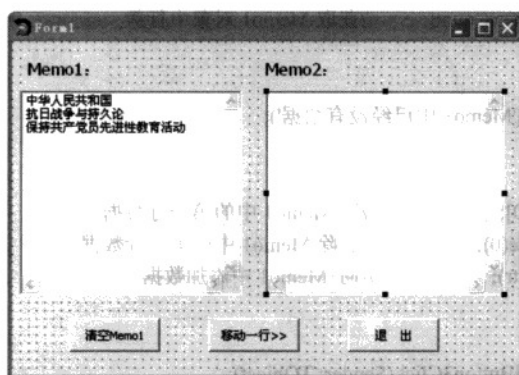 Form1
Memo1： Memo2：
中华人民共和国
抗日战争与持久论
保持共产党员先进性教育活动
清空Memo1 移动一行>> 退 出